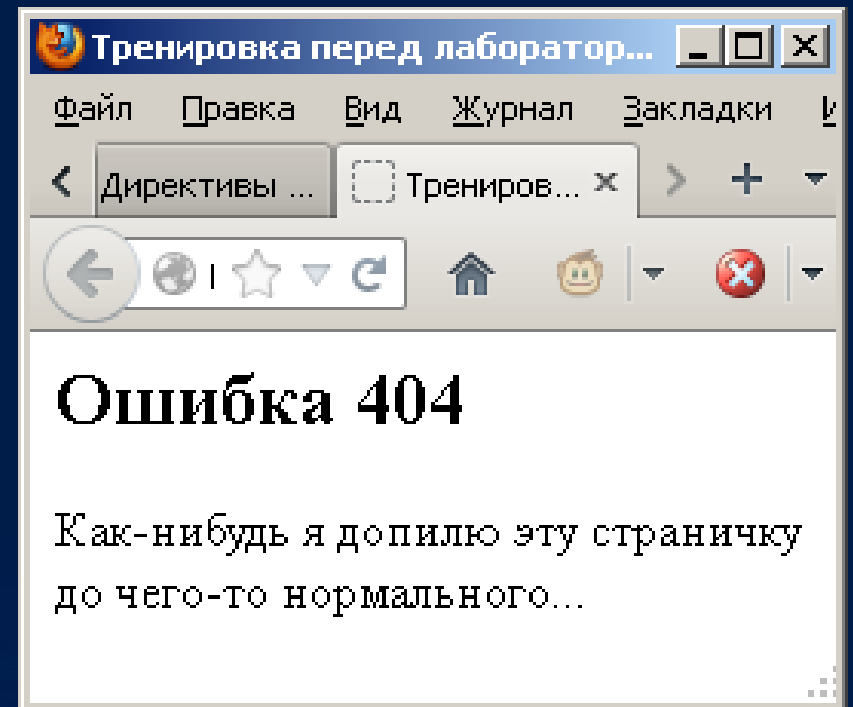 Тренировка перед лаборатор...
Файл Правка Вид Журнал Закладки И
Директивы ... Трениров...
Ошибка 404
Как-нибудь я допилю эту страничку
до чего-то нормального...